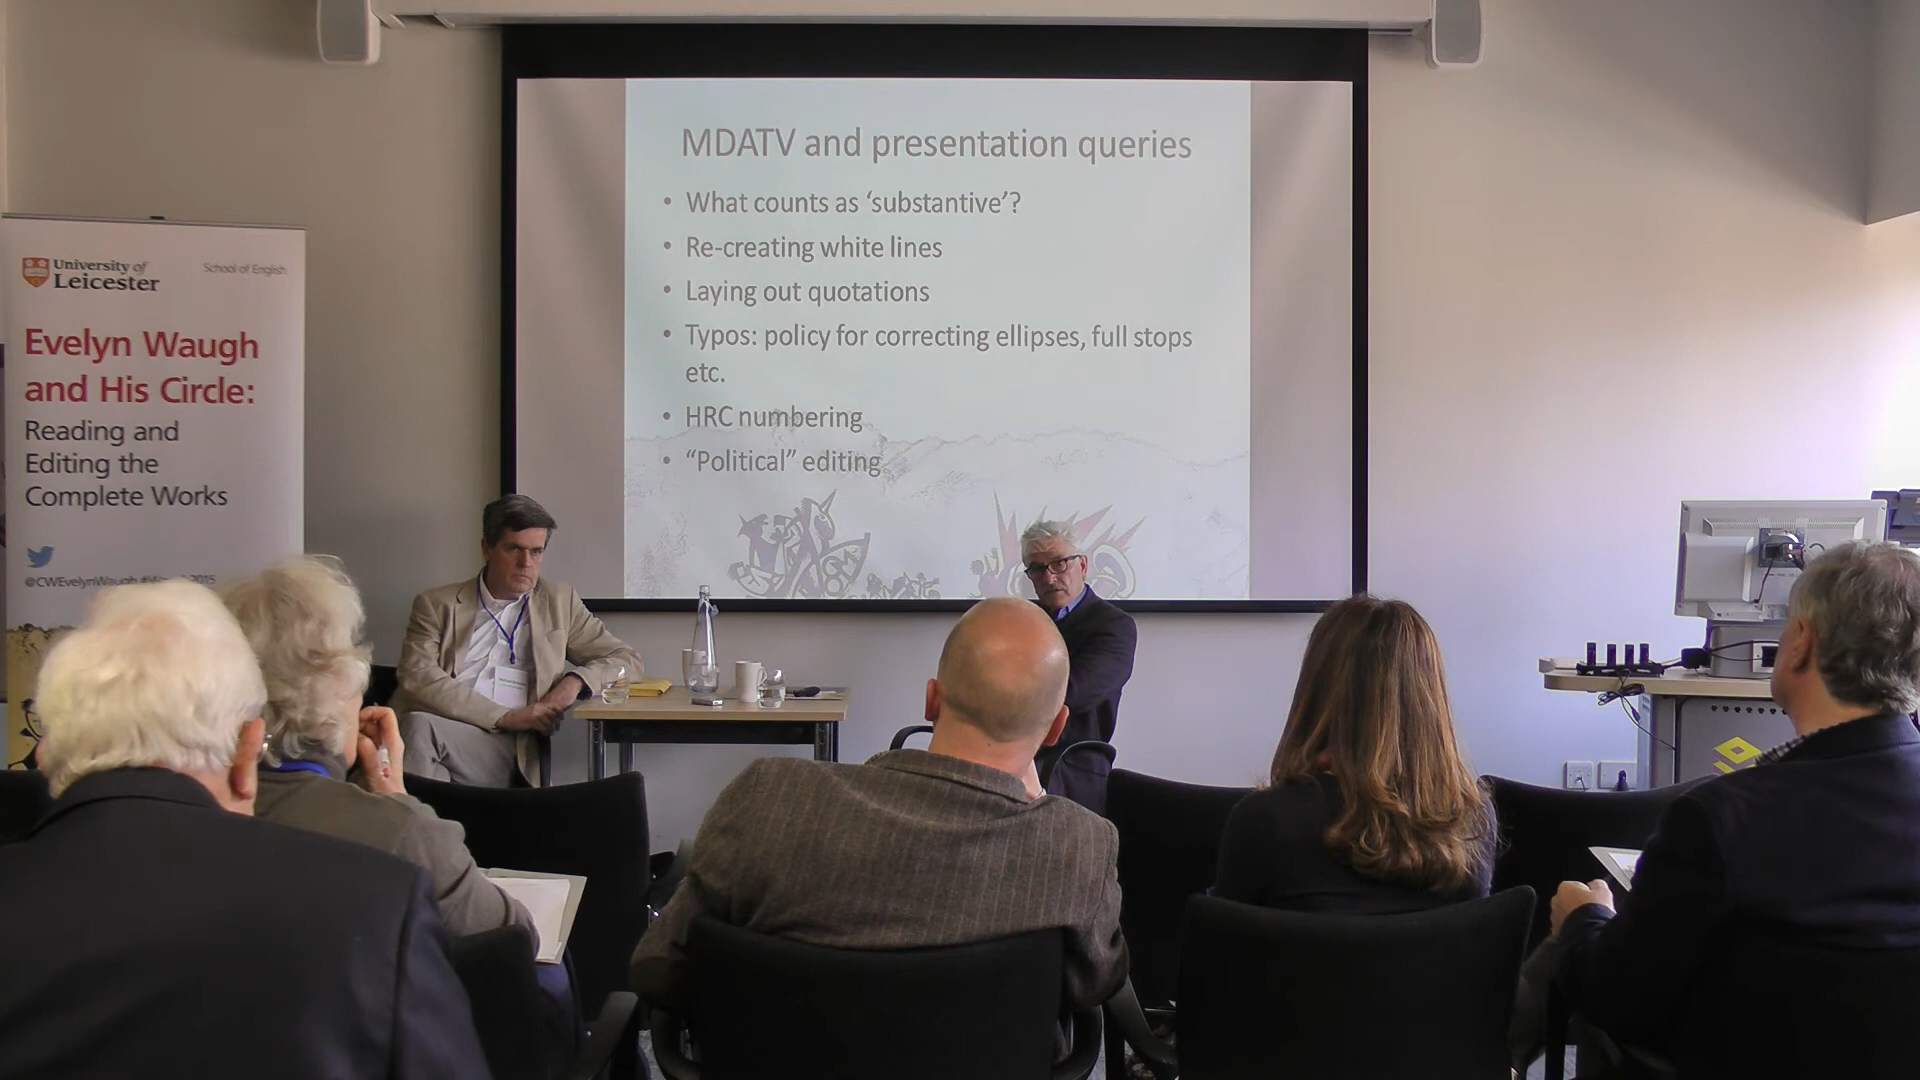 MDATV and presentation queries
• What counts as ‘substantive’?
• Re-creating white lines
• Laying out quotations
• Typos: policy for correcting ellipses, full stops
etc.
• HRC numbering
• “Political” editing
University of
Leicester
School of English
Evelyn Waugh
and His Circle:
Reading and
Editing the
Complete Works
@CWEvelynWaugh